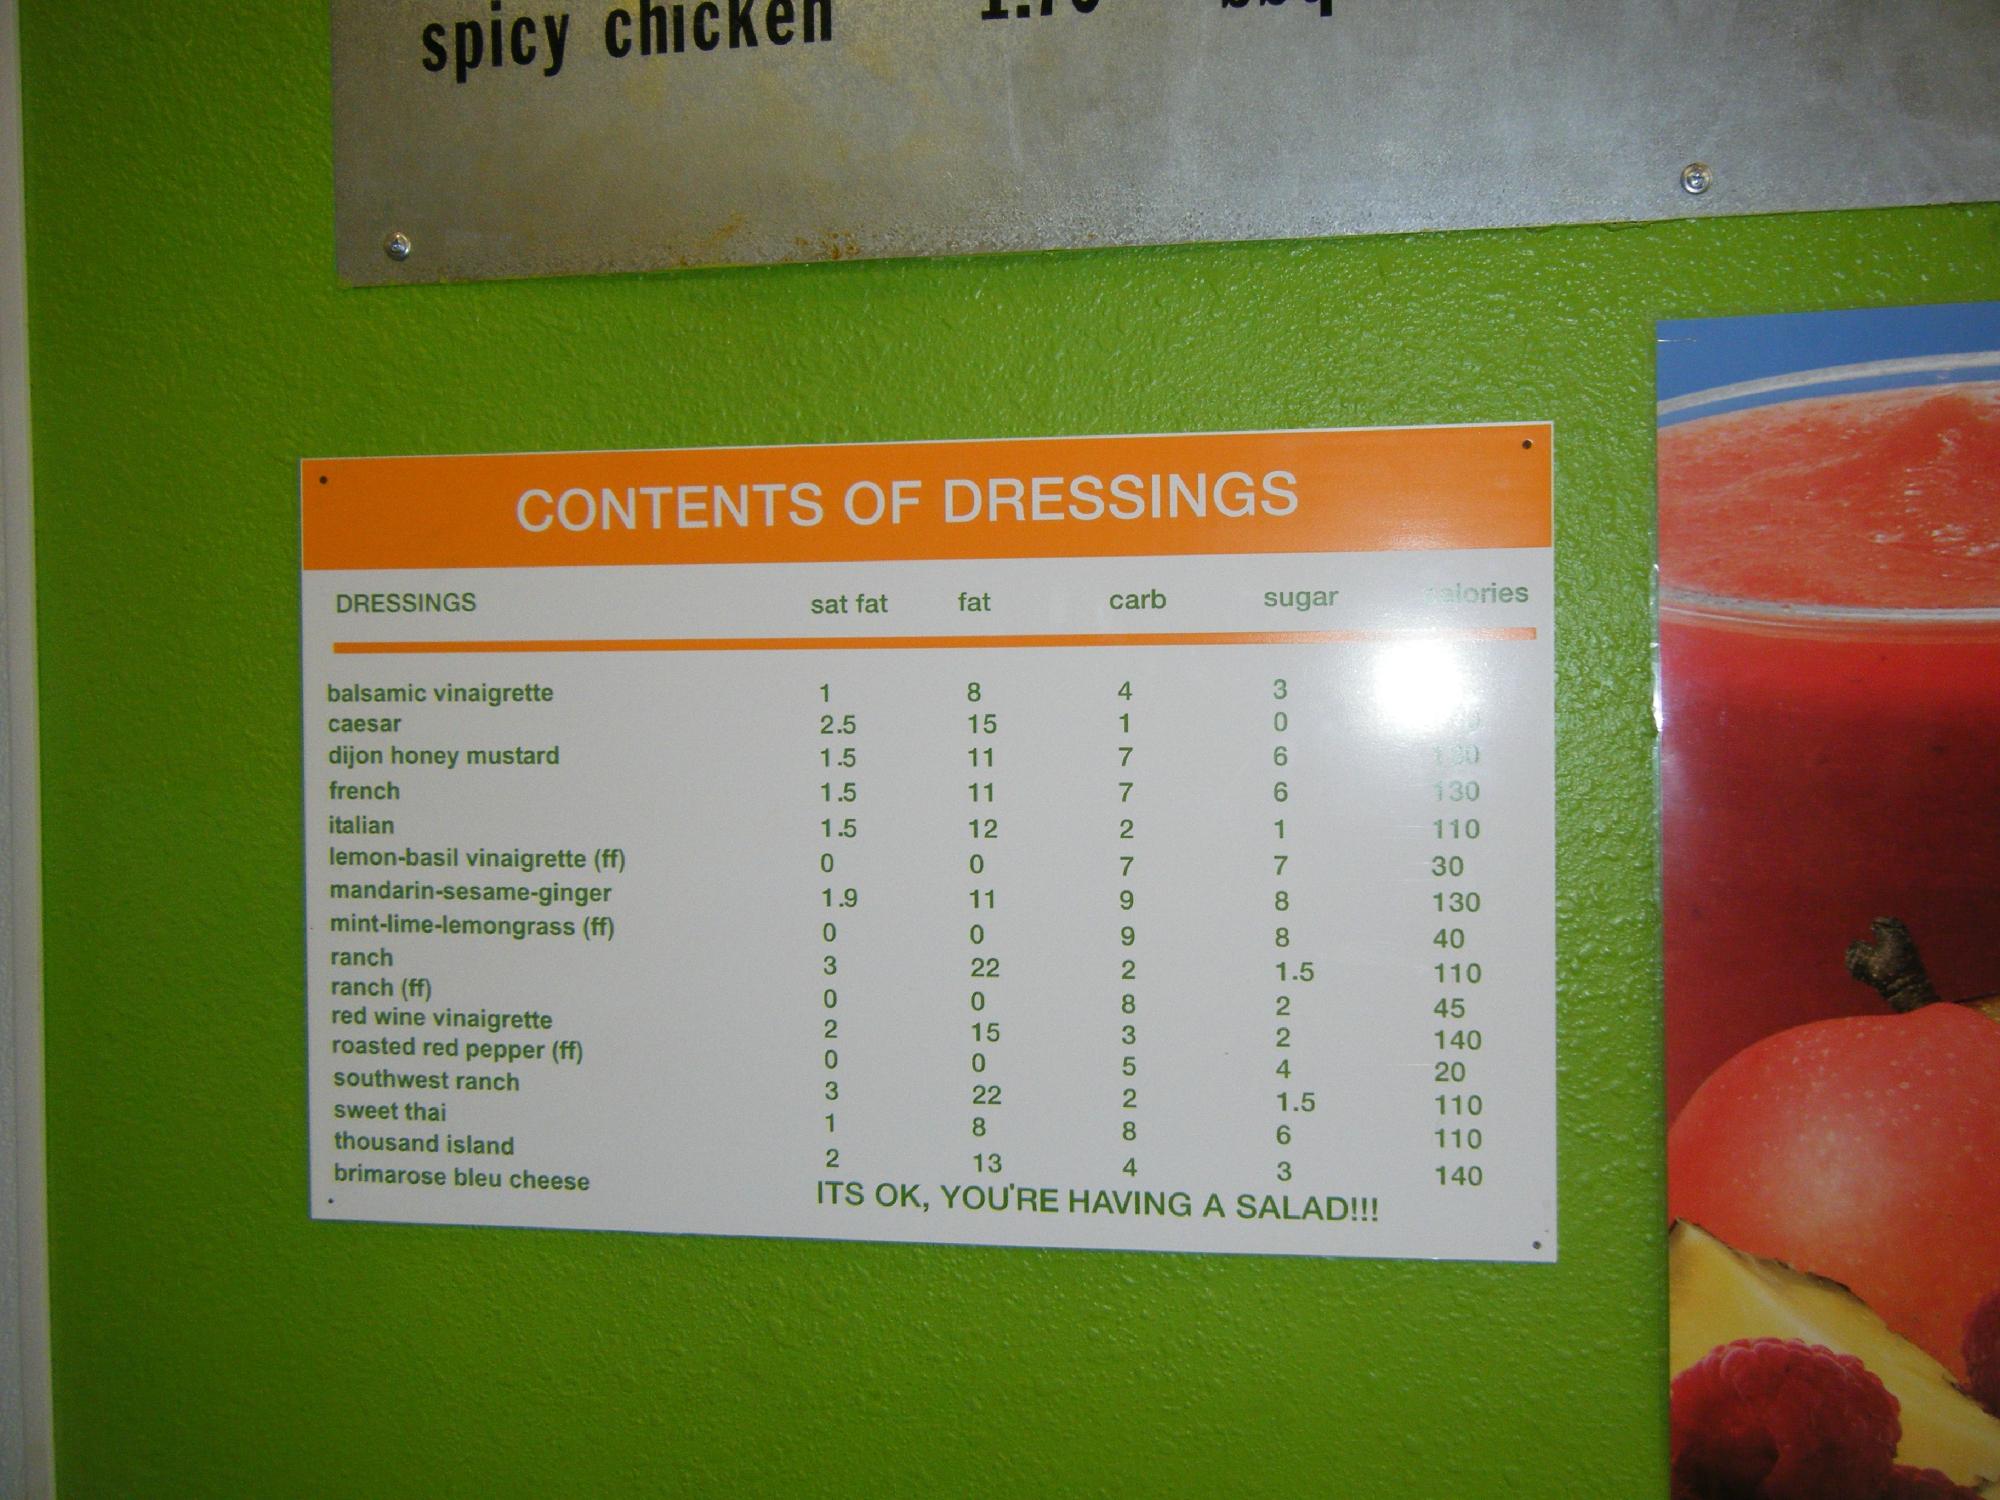 spicy chicken
CONTENTS OF DRESSINGS
DRESSINGS sat fat fat carb sugar calories
balsamic vinaigrette 1 8 4 3
caesar 2.5 15 1 0
dijon honey mustard 1.5 11 7 6
french 1.5 11 7 6 130
italian 1.5 12 2 1 110
lemon-basil vinaigrette (ff) 0 0 7 7 30
mandarin-sesame-ginger 1.9 11 9 8 130
mint-lime-lemongrass (ff) 0 0 9 8 40
ranch 3 22 2 1.5 110
ranch (ff) 0 0 8 2 45
red wine vinaigrette 2 15 3 2 140
roasted red pepper (ff) 0 0 5 4 20
southwest ranch 3 22 2 1.5 110
sweet thai 1 8 8 6 110
thousand island 2 13 4 3 140
brimarose bleu cheese ITS OK, YOU'RE HAVING A SALAD!!!